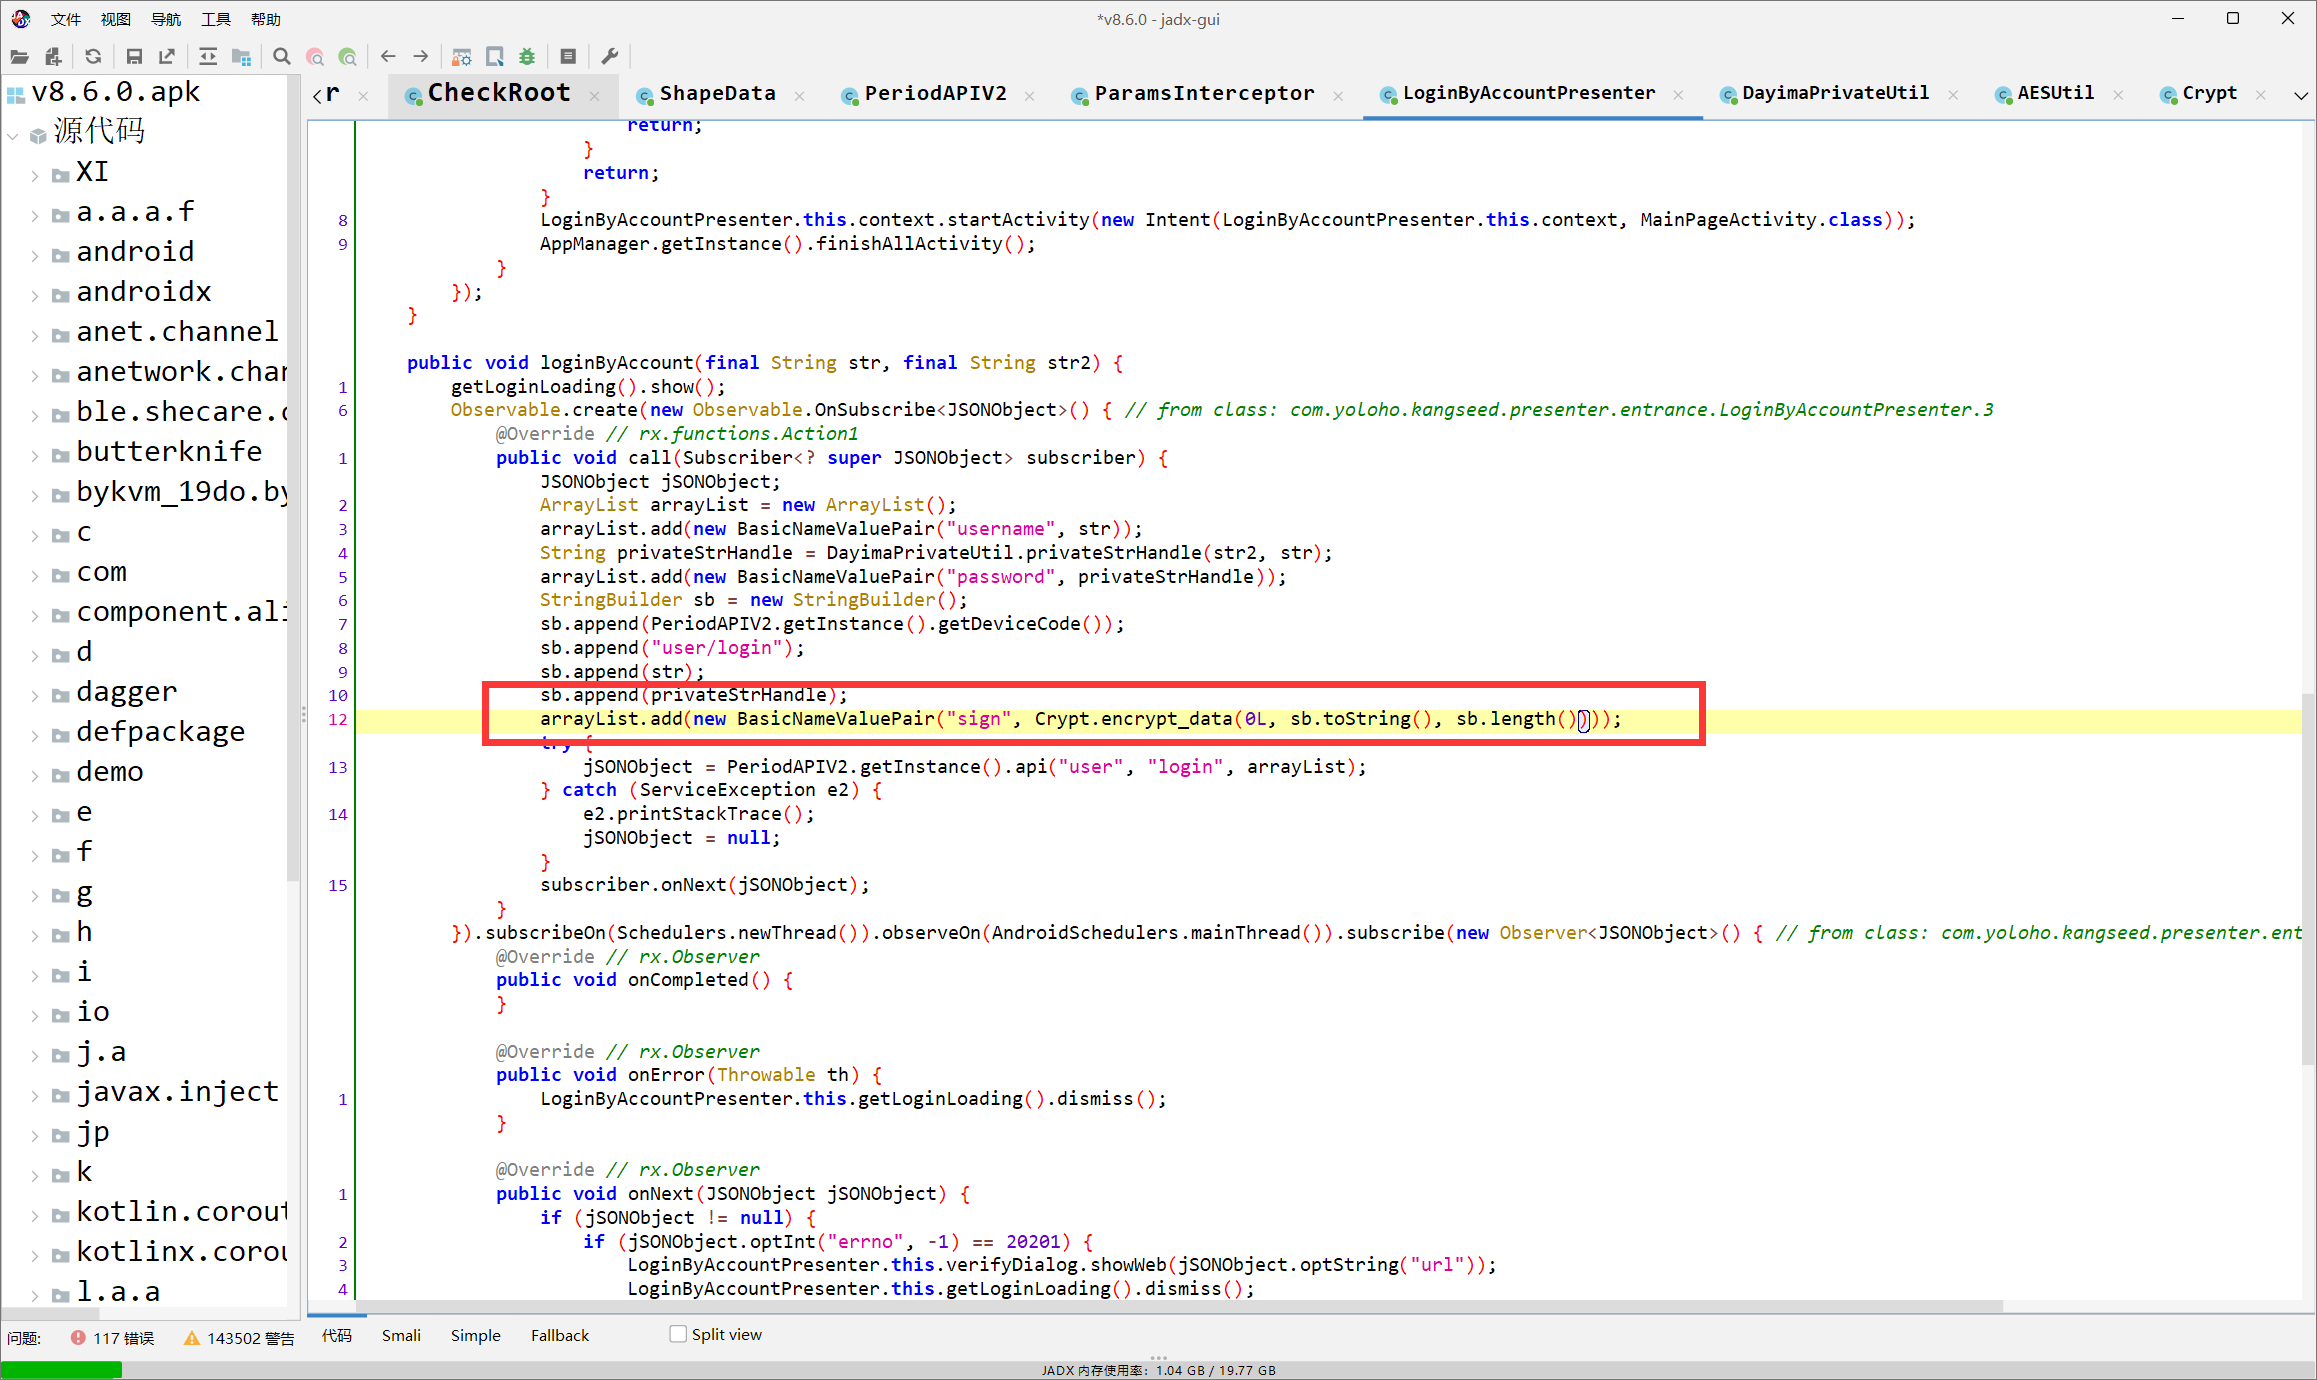 文件 视图 导航 工具 帮助
*v8.6.0 - jadx-gui
v8.6.0.apk
源代码
XI
a.a.a.f
android
androidx
anet.channel
anetwork.char
ble.shecare.c
butterknife
bykvm_19do.by
c
com
component.ali
d
dagger
defpackage
demo
e
f
g
h
i
io
j.a
javax.inject
jp
k
kotlin.corout
kotlinx.corou
l.a.a
r CheckRoot ShapeData PeriodAPIV2 ParamsInterceptor LoginByAccountPresenter DayimaPrivateUtil AESUtil Crypt
return;
}
return;
}
8 LoginByAccountPresenter.this.context.startActivity(new Intent(LoginByAccountPresenter.this.context, MainPageActivity.class));
9 AppManager.getInstance().finishAllActivity();
}
});
}
public void loginByAccount(final String str, final String str2) {
1 getLoginLoading().show();
6 Observable.create(new Observable.OnSubscribe<JSONObject>() { // from class: com.yoloho.kangseed.presenter.entrance.LoginByAccountPresenter.3
@Override // rx.functions.Action1
1 public void call(Subscriber<? super JSONObject> subscriber) {
JSONObject jSONObject;
2 ArrayList arrayList = new ArrayList();
3 arrayList.add(new BasicNameValuePair("username", str));
4 String privateStrHandle = DayimaPrivateUtil.privateStrHandle(str2, str);
5 arrayList.add(new BasicNameValuePair("password", privateStrHandle));
6 StringBuilder sb = new StringBuilder();
7 sb.append(PeriodAPIV2.getInstance().getDeviceCode());
8 sb.append("user/login");
9 sb.append(str);
10 sb.append(privateStrHandle);
12 arrayList.add(new BasicNameValuePair("sign", Crypt.encrypt_data(0L, sb.toString(), sb.length())));
try {
13 jSONObject = PeriodAPIV2.getInstance().api("user", "login", arrayList);
} catch (ServiceException e2) {
14 e2.printStackTrace();
jSONObject = null;
}
15 subscriber.onNext(jSONObject);
}
}).subscribeOn(Schedulers.newThread()).observeOn(AndroidSchedulers.mainThread()).subscribe(new Observer<JSONObject>() { // from class: com.yoloho.kangseed.presenter.ent
@Override // rx.Observer
public void onCompleted() {
}
@Override // rx.Observer
public void onError(Throwable th) {
1 LoginByAccountPresenter.this.getLoginLoading().dismiss();
}
@Override // rx.Observer
1 public void onNext(JSONObject jSONObject) {
if (jSONObject != null) {
2 if (jSONObject.optInt("errno", -1) == 20201) {
3 LoginByAccountPresenter.this.verifyDialog.showWeb(jSONObject.optString("url"));
4 LoginByAccountPresenter.this.getLoginLoading().dismiss();
问题: 117 错误 143502 警告 代码 Smali Simple Fallback Split view
JADX 内存使用率: 1.04 GB / 19.77 GB